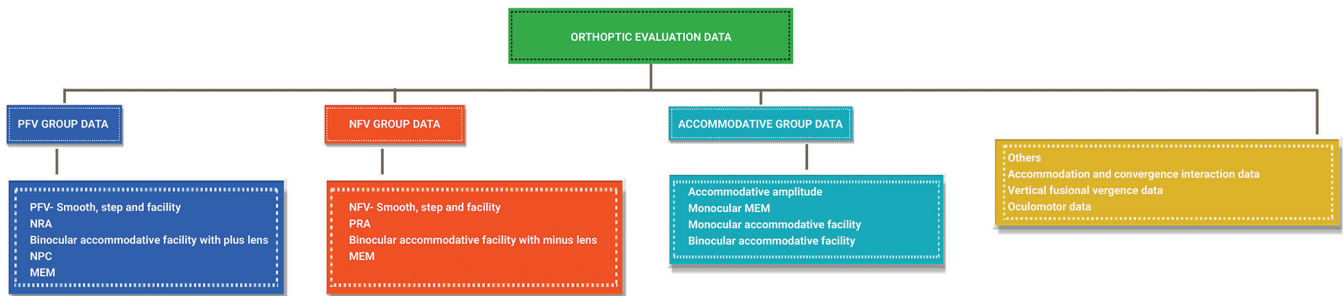 ORTHOPTIC EVALUATION DATA
PFV GROUP DATA
PFV- Smooth, step and facility
NRA
Binocular accommodative facility with plus lens
NPC
MEM
NFV GROUP DATA
NFV- Smooth, step and facility
PRA
Binocular accommodative facility with minus lens
MEM
ACCOMMODATIVE GROUP DATA
Accommodative amplitude
Monocular MEM
Monocular accommodative facility
Binocular accommodative facility
Others
Accommodation and convergence interaction data
Vertical fusional vergence data
Oculomotor data